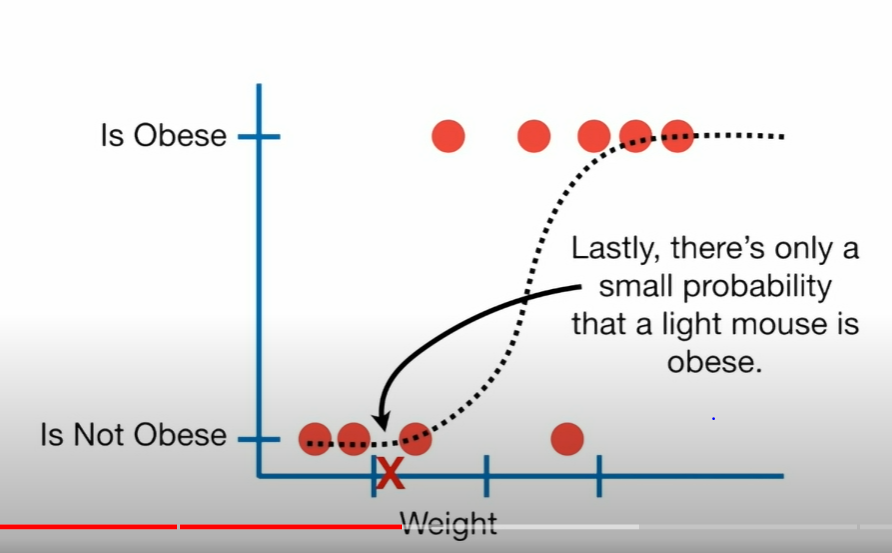 Is Obese
Lastly, there's only a
small probability
that a light mouse is
obese.
Is Not Obese
X
Weight